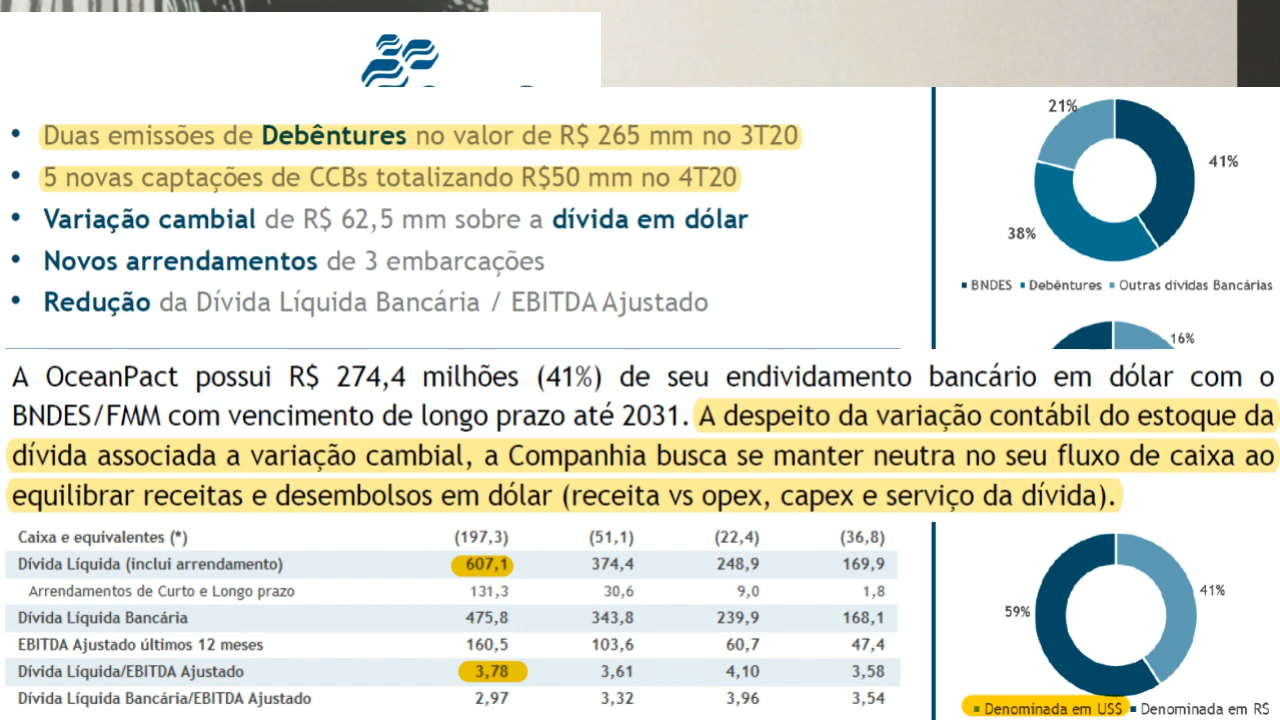 • Duas emissões de Debêntures no valor de R$ 265 mm no 3T20
• 5 novas captações de CCBs totalizando R$50 mm no 4T20
• Variação cambial de R$ 62,5 mm sobre a dívida em dólar
• Novos arrendamentos de 3 embarcações
• Redução da Dívida Líquida Bancária / EBITDA Ajustado
21%
41%
38%
BNDES Debêntures Outras dívidas Bancárias
16%
A OceanPact possui R$ 274,4 milhões (41%) de seu endividamento bancário em dólar com o
BNDES/FMM com vencimento de longo prazo até 2031. A despeito da variação contábil do estoque da
dívida associada a variação cambial, a Companhia busca se manter neutra no seu fluxo de caixa ao
equilibrar receitas e desembolsos em dólar (receita vs opex, capex e serviço da dívida).
Caixa e equivalentes (*) (197,3) (51,1) (22,4) (36,8)
Dívida Líquida (inclui arrendamento) 607,1 374,4 248,9 169,9
Arrendamentos de Curto e Longo prazo 131,3 30,6 9,0 1,8
Dívida Líquida Bancária 475,8 343,8 239,9 168,1
EBITDA Ajustado últimos 12 meses 160,5 103,6 60,7 47,4
Dívida Líquida/EBITDA Ajustado 3,78 3,61 4,10 3,58
Dívida Líquida Bancária/EBITDA Ajustado 2,97 3,32 3,96 3,54
41%
59%
Denominada em US$ Denominada em R$